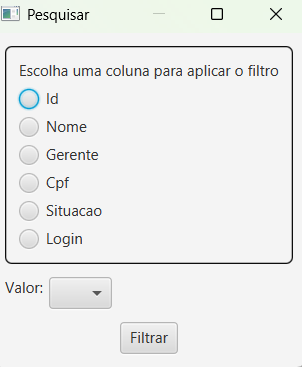 Pesquisar
Escolha uma coluna para aplicar o filtro
Id
Nome
Gerente
Cpf
Situacao
Login
Valor:
Filtrar